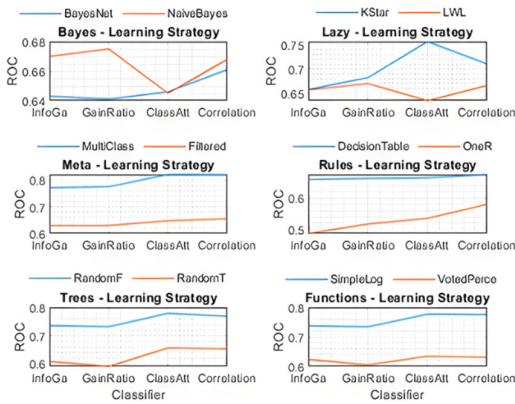 BayesNet NaiveBayes
Bayes - Learning Strategy
0.68
0.66
0.64
ROC
InfoGa GainRatio ClassAtt Correlation
KStar LWL
Lazy - Learning Strategy
0.75
0.7
0.65
ROC
InfoGa GainRatio ClassAtt Correlation
MultiClass Filtered
Meta - Learning Strategy
0.8
0.7
0.6
ROC
InfoGa GainRatio ClassAtt Correlation
DecisionTable OneR
Rules - Learning Strategy
0.6
0.5
ROC
InfoGa GainRatio ClassAtt Correlation
RandomF RandomT
Trees - Learning Strategy
0.8
0.7
0.6
ROC
InfoGa GainRatio ClassAtt Correlation
Classifier
SimpleLog VotedPerce
Functions - Learning Strategy
0.8
0.7
0.6
ROC
InfoGa GainRatio ClassAtt Correlation
Classifier